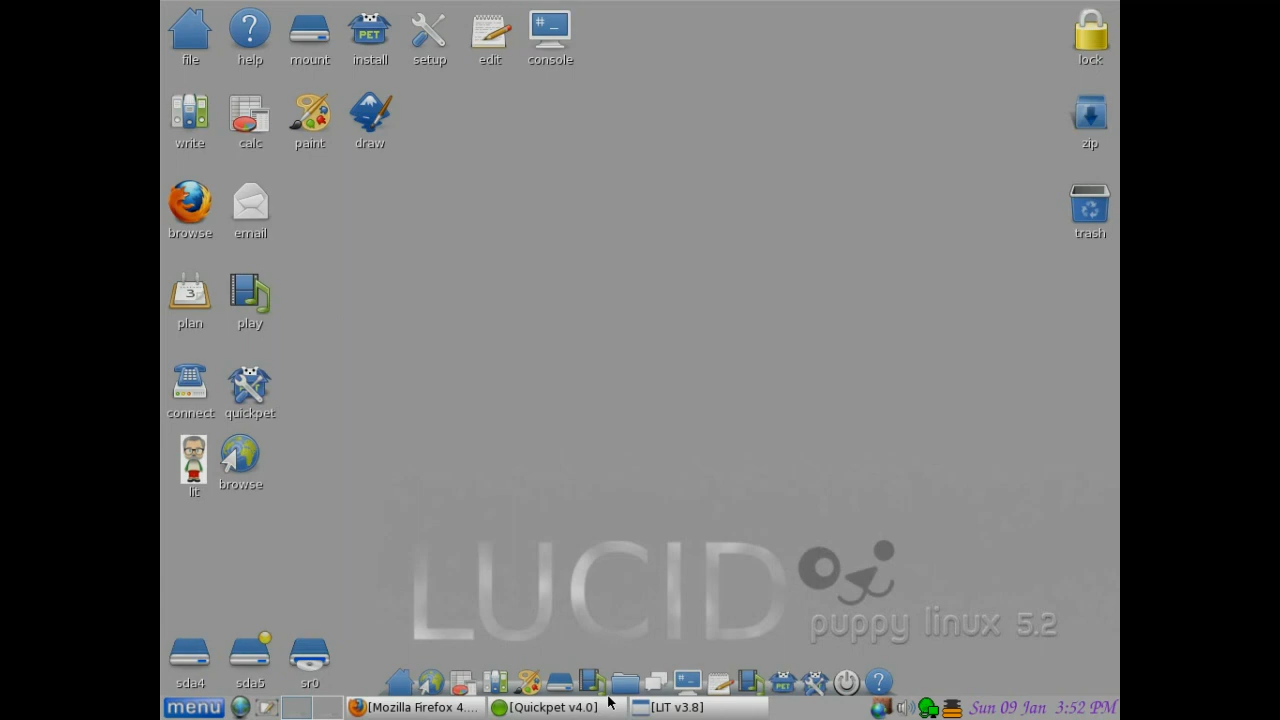 file help mount install setup edit console lock
write calc paint draw zip
browse email trash
plan play
connect quickpet
lit browse
LUCID
puppy linux 5.2
sda4 sda5 sr0
menu [Mozilla Firefox 4.... [Quickpet v4.0] [LIT v3.8] Sun 09 Jan 3:52 PM